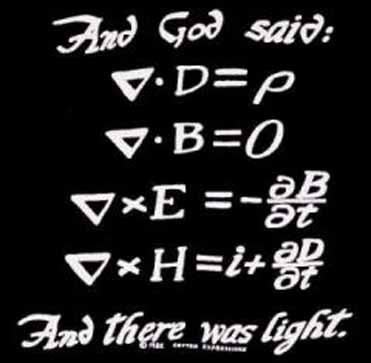 And God said:
∇·D=ρ
∇·B=0
∇×E=-∂B/∂t
∇×H=i+∂D/∂t
And there was light.